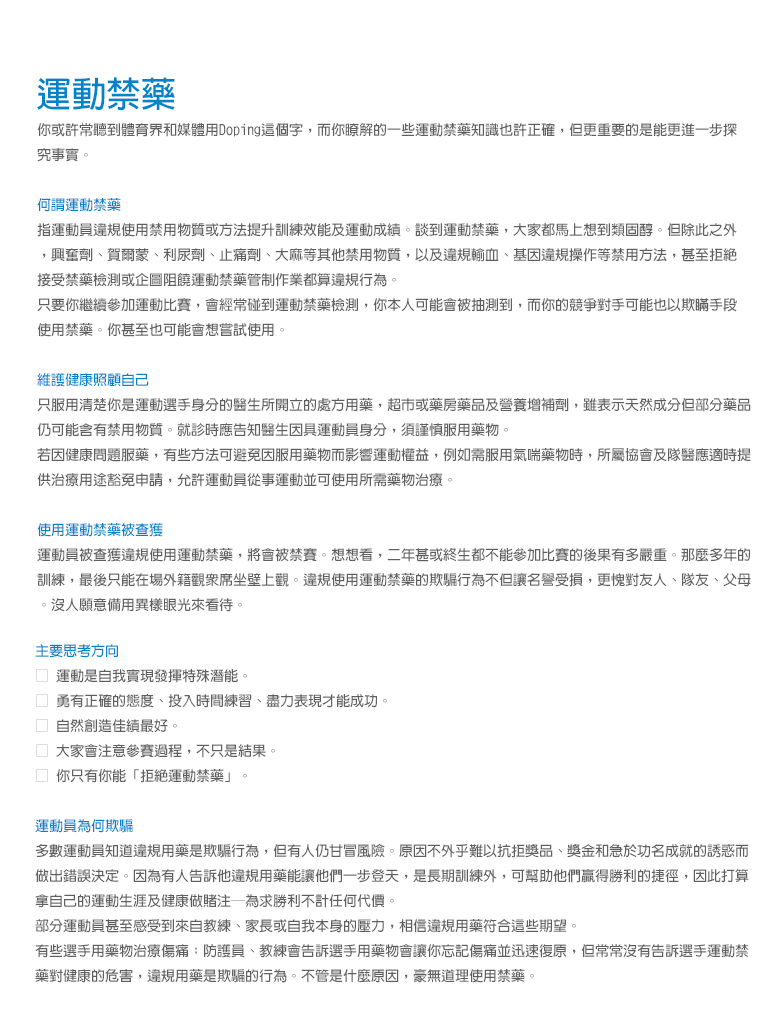 運動禁藥
你或許常聽到體育界和媒體用Doping這個字，而你瞭解的一些運動禁藥知識也許正確，但更重要的是能更進一步探
究事實。
何謂運動禁藥
指運動員違規使用禁用物質或方法提升訓練效能及運動成績。談到運動禁藥，大家都馬上想到類固醇。但除此之外
，興奮劑、賀爾蒙、利尿劑、止痛劑、大麻等其他禁用物質，以及違規輸血、基因違規操作等禁用方法，甚至拒絕
接受禁藥檢測或企圖阻饒運動禁藥管制作業都算違規行為。
只要你繼續參加運動比賽，會經常碰到運動禁藥檢測，你本人可能會被抽測到，而你的競爭對手可能也以欺瞞手段
使用禁藥。你甚至也可能會想嘗試使用。
維護健康照顧自己
只服用清楚你是運動選手身分的醫生所開立的處方用藥，超市或藥房藥品及營養增補劑，雖表示天然成分但部分藥品
仍可能含有禁用物質。就診時應告知醫生因具運動員身分，須謹慎服用藥物。
若因健康問題服藥，有些方法可避免因服用藥物而影響運動權益，例如需服用氣喘藥物時，所屬協會及隊醫應適時提
供治療用途豁免申請，允許運動員從事運動並可使用所需藥物治療。
使用運動禁藥被查獲
運動員被查獲違規使用運動禁藥，將會被禁賽。想想看，二年甚或終生都不能參加比賽的後果有多嚴重。那麼多年的
訓練，最後只能在場外籍觀眾席坐壁上觀。違規使用運動禁藥的欺騙行為不但讓名譽受損，更愧對友人、隊友、父母
。沒人願意備用異樣眼光來看待。
主要思考方向
□ 運動是自我實現發揮特殊潛能。
□ 勇有正確的態度、投入時間練習、盡力表現才能成功。
□ 自然創造佳績最好。
□ 大家會注意參賽過程，不只是結果。
□ 你只有你能「拒絕運動禁藥」。
運動員為何欺騙
多數運動員知道違規用藥是欺騙行為，但有人仍甘冒風險。原因不外乎難以抗拒獎品、獎金和急於功名成就的誘惑而
做出錯誤決定。因為有人告訴他違規用藥能讓他們一步登天，是長期訓練外，可幫助他們贏得勝利的捷徑，因此打算
拿自己的運動生涯及健康做賭注─為求勝利不計任何代價。
部分運動員甚至感受到來自教練、家長或自我本身的壓力，相信違規用藥符合這些期望。
有些選手用藥物治療傷痛；防護員、教練會告訴選手用藥物會讓你忘記傷痛並迅速復原，但常常沒有告訴選手運動禁
藥對健康的危害，違規用藥是欺騙的行為。不管是什麼原因，豪無道理使用禁藥。